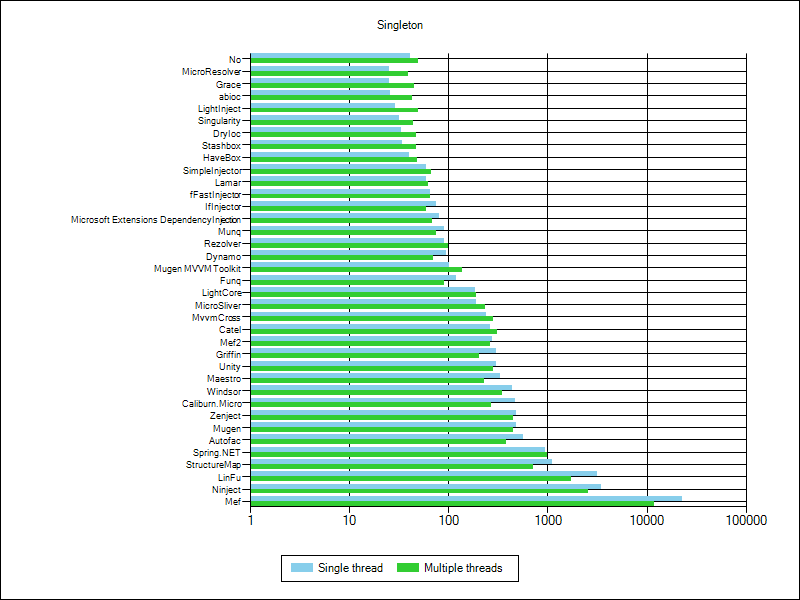 Singleton
No
MicroResolver
Grace
abioc
LightInject
Singularity
DryIoc
Stashbox
HaveBox
SimpleInjector
Lamar
fFastInjector
IfInjector
Microsoft Extensions DependencyInjection
Munq
Rezolver
Dynamo
Mugen MVVM Toolkit
Funq
LightCore
MicroSliver
MvvmCross
Catel
Mef2
Griffin
Unity
Maestro
Windsor
Caliburn.Micro
Zenject
Mugen
Autofac
Spring.NET
StructureMap
LinFu
Ninject
Mef
1 10 100 1000 10000 100000
Single thread Multiple threads